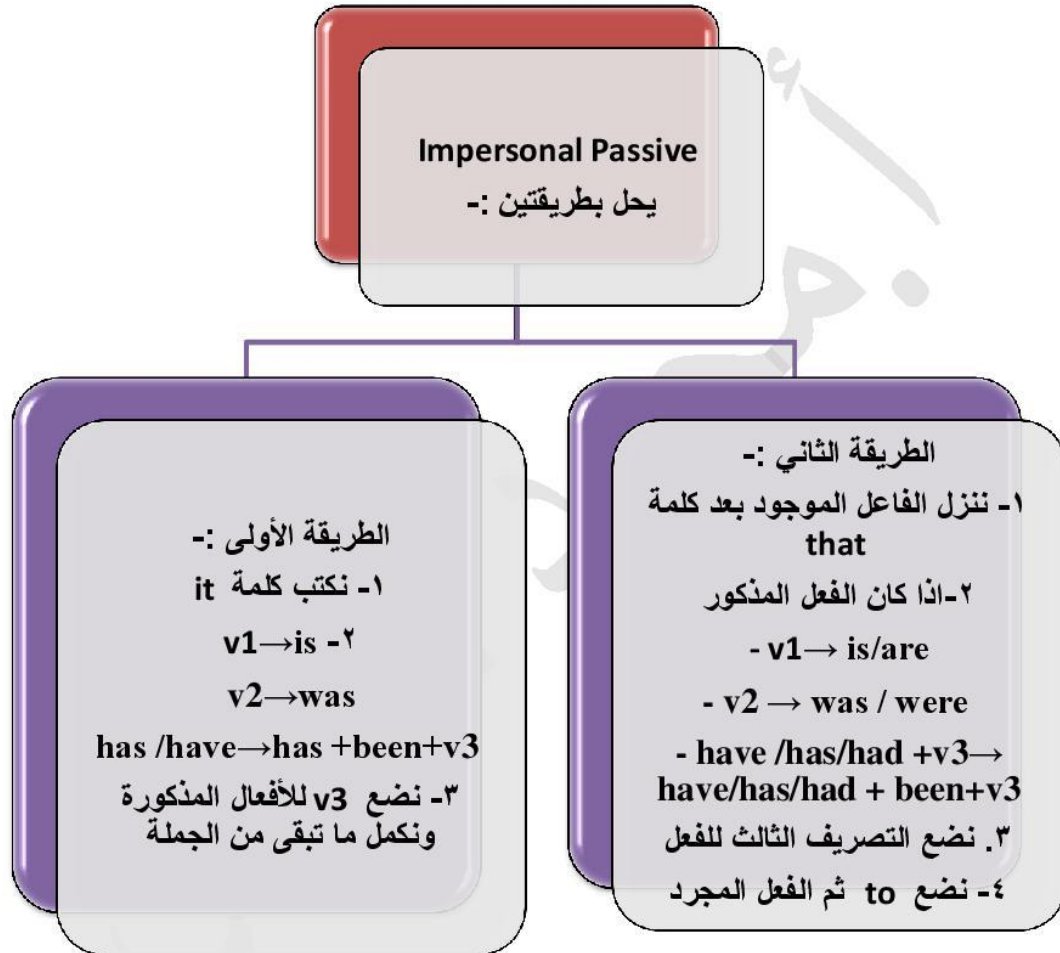 Impersonal Passive
يحل بطريقتين :-
الطريقة الثاني :-
١- ننزل الفاعل الموجود بعد كلمة
that
٢-اذا كان الفعل المذكور
- v1→ is/are
- v2 → was / were
- have /has/had +v3→
have/has/had + been+v3
٣. نضع التصريف الثالث للفعل
٤- نضع to ثم الفعل المجرد
الطريقة الأولى :-
١- نكتب كلمة it
٢- v1→is
v2→was
has /have→has +been+v3
٣- نضع v3 للأفعال المذكورة
ونكمل ما تبقى من الجملة